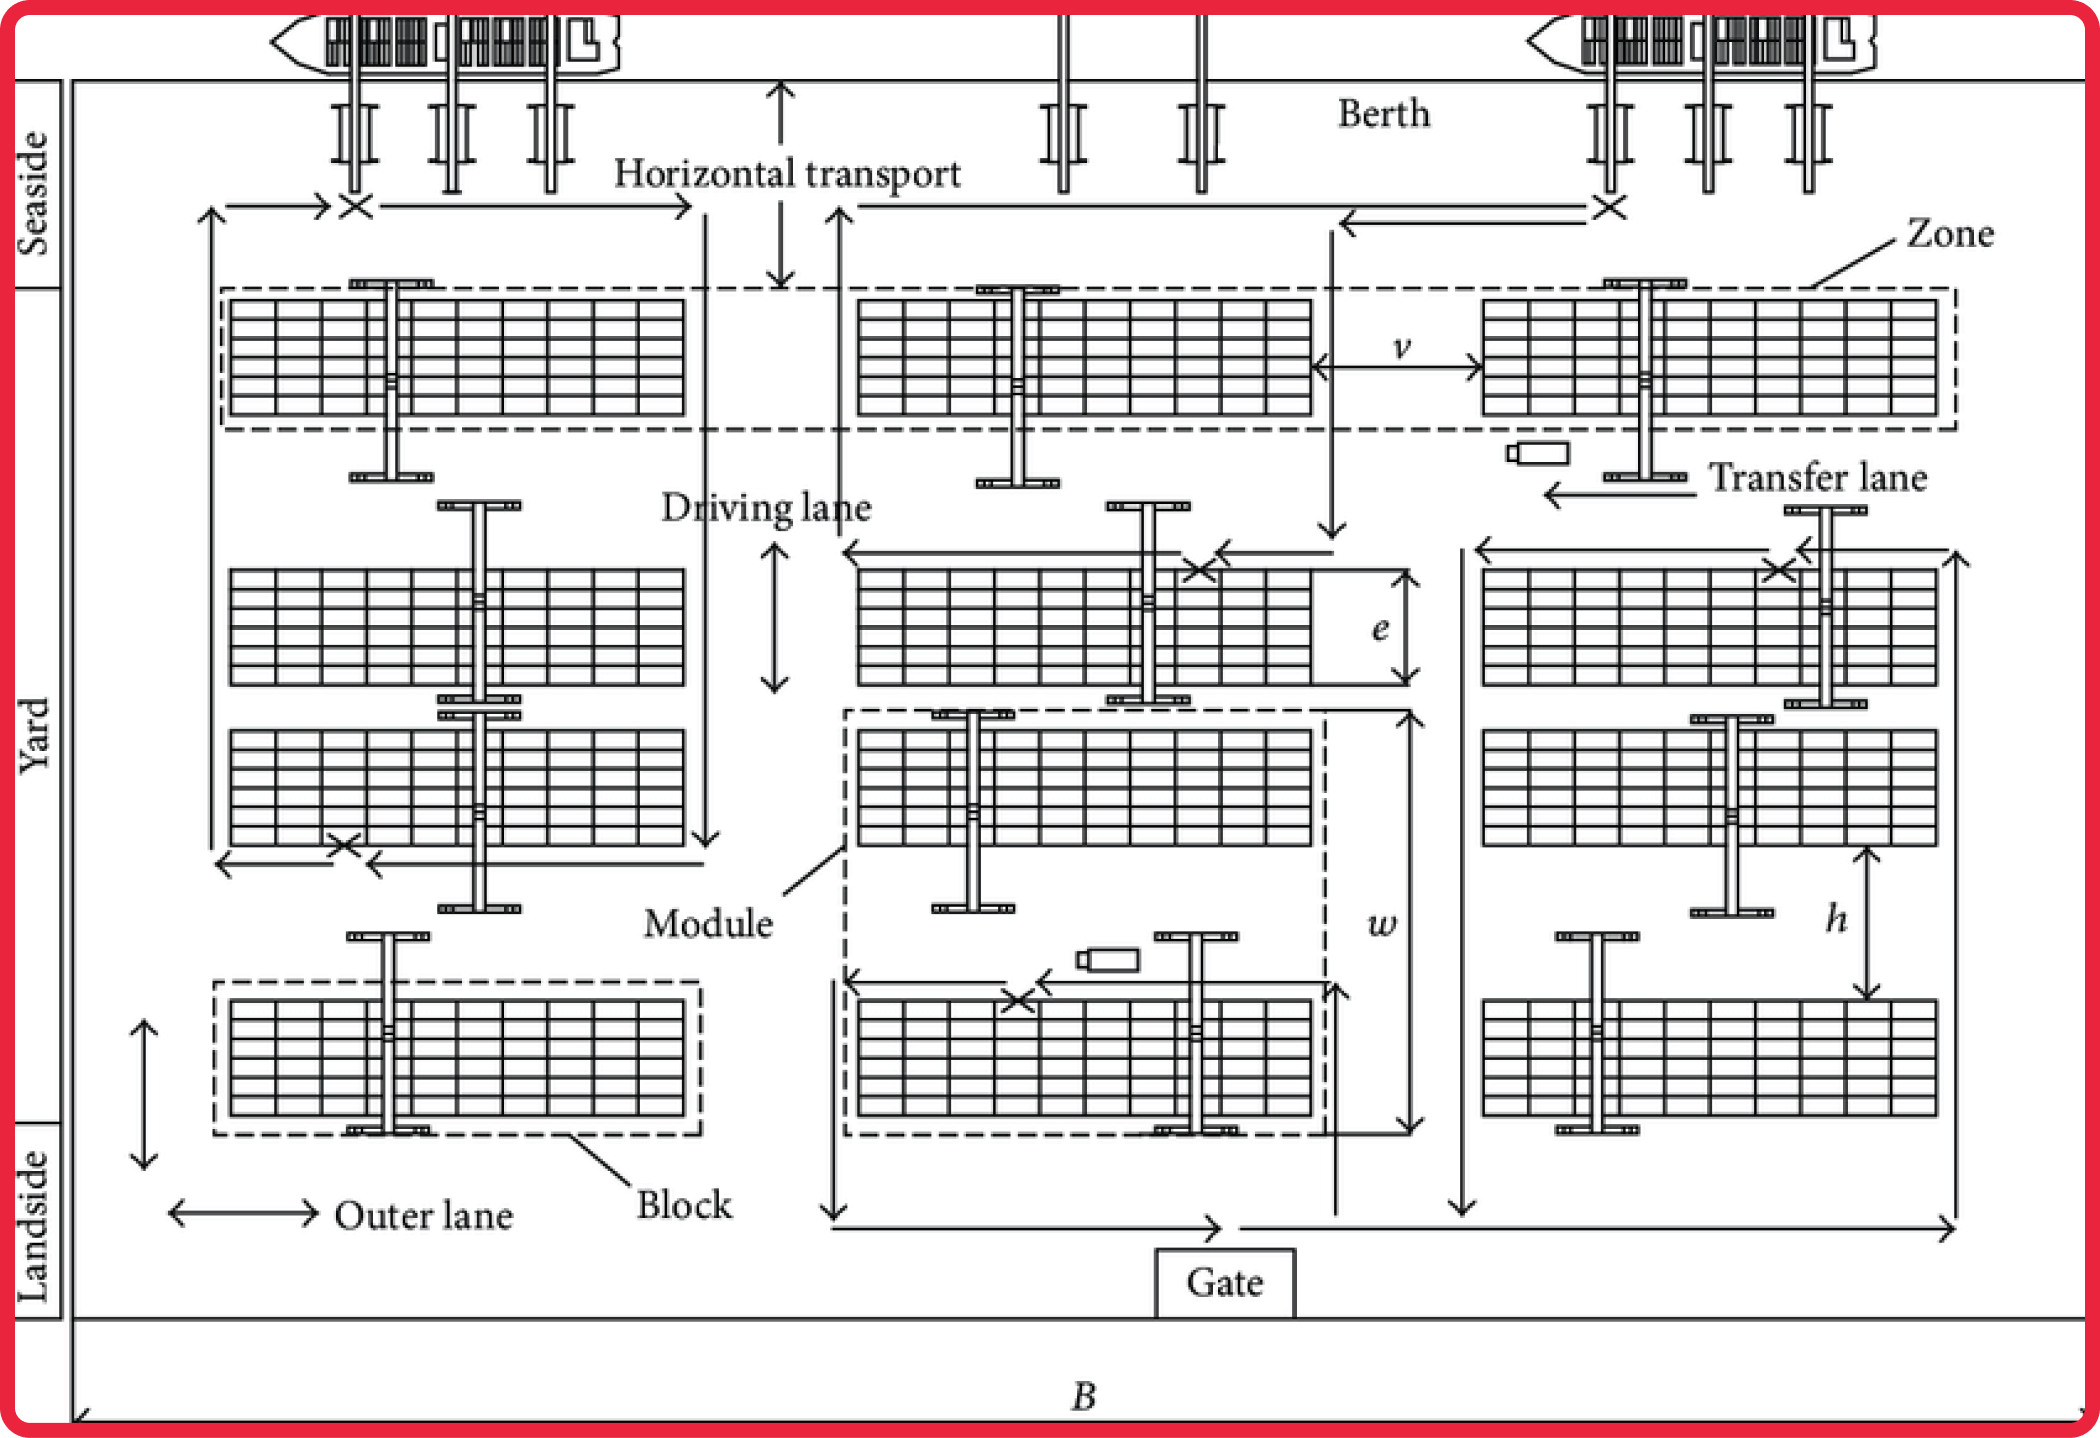 Berth
Seaside
Horizontal transport
Zone
v
Transfer lane
Driving lane
e
Yard
Module
w
h
Landside
Outer lane
Block
Gate
B